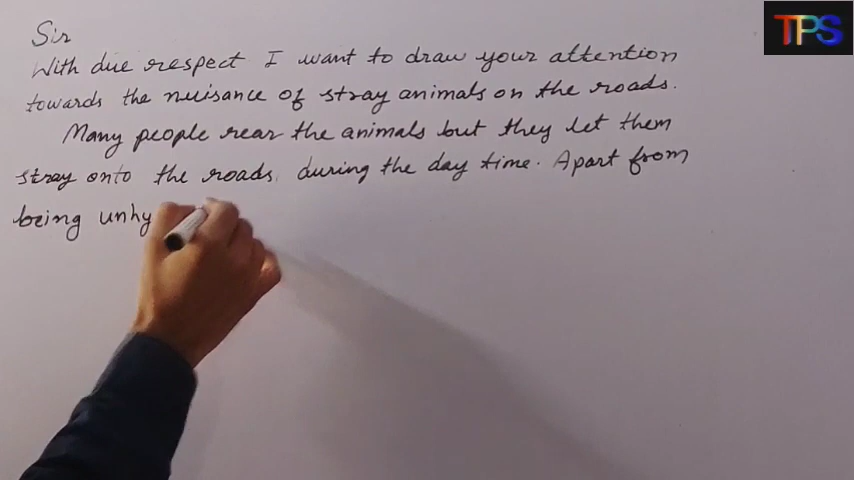 TPS
Sir
With due respect I want to draw your attention
towards the nuisance of stray animals on the roads.
Many people rear the animals but they let them
stray onto the roads, during the day time. Apart from
being unhy